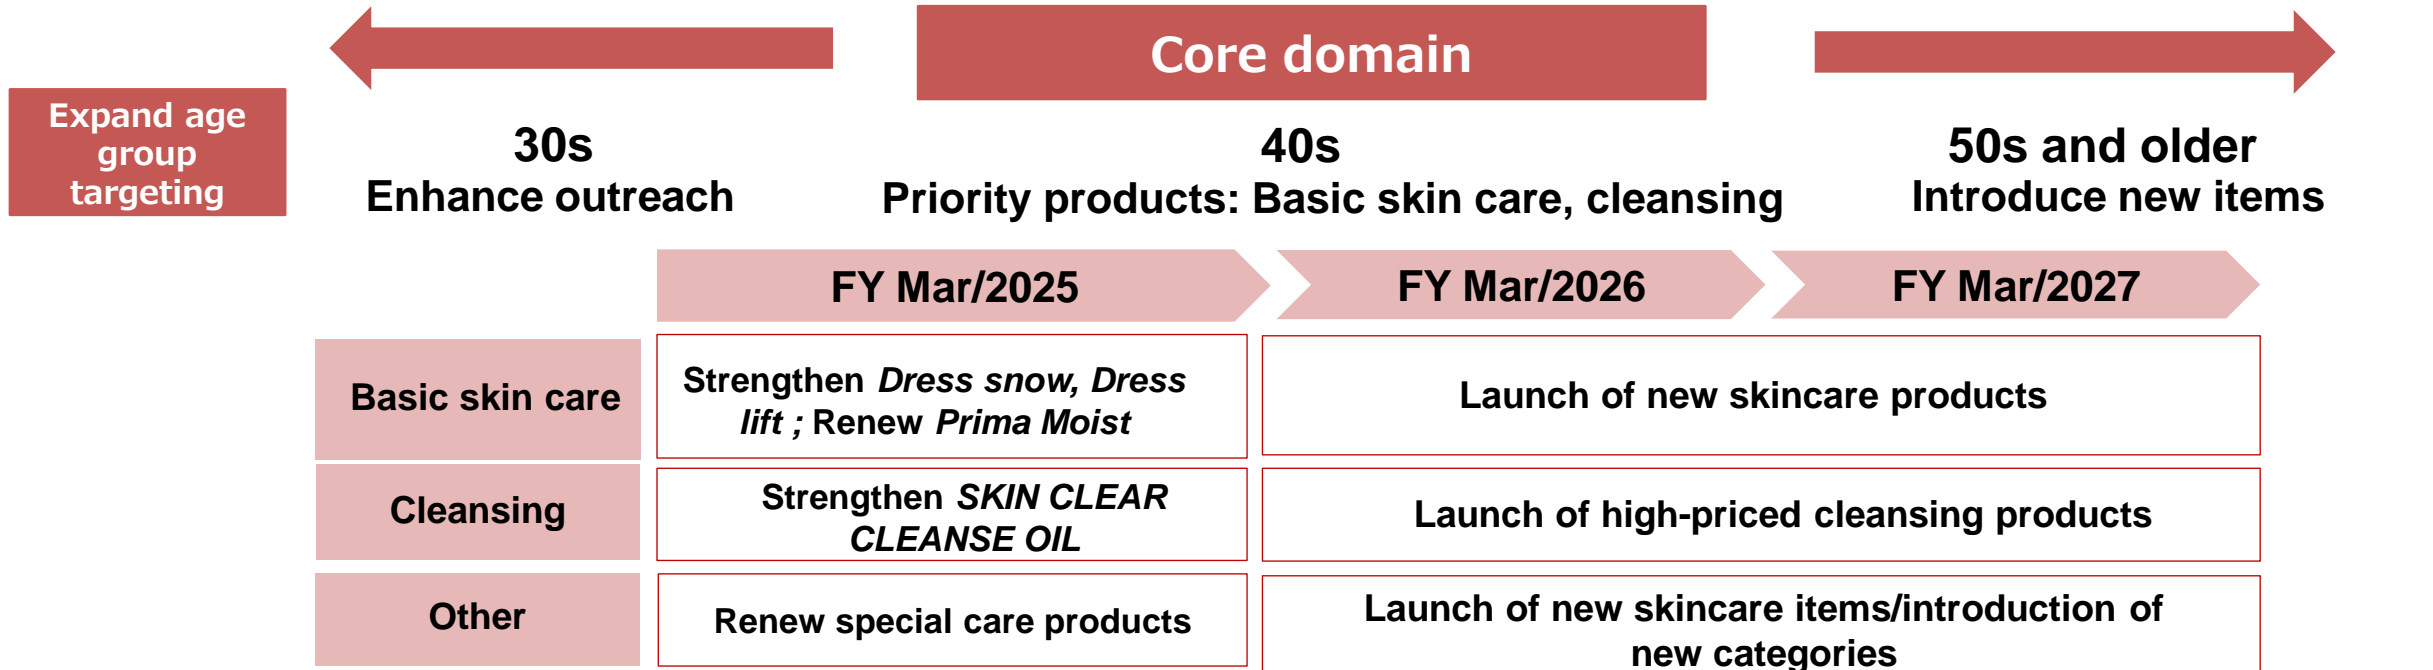 Core domain
Expand age
group
targeting
30s
Enhance outreach
40s
Priority products: Basic skin care, cleansing
50s and older
Introduce new items
FY Mar/2025
FY Mar/2026
FY Mar/2027
Basic skin care
Strengthen Dress snow, Dress
lift ; Renew Prima Moist
Launch of new skincare products
Cleansing
Strengthen SKIN CLEAR
CLEANSE OIL
Launch of high-priced cleansing products
Other
Renew special care products
Launch of new skincare items/introduction of
new categories